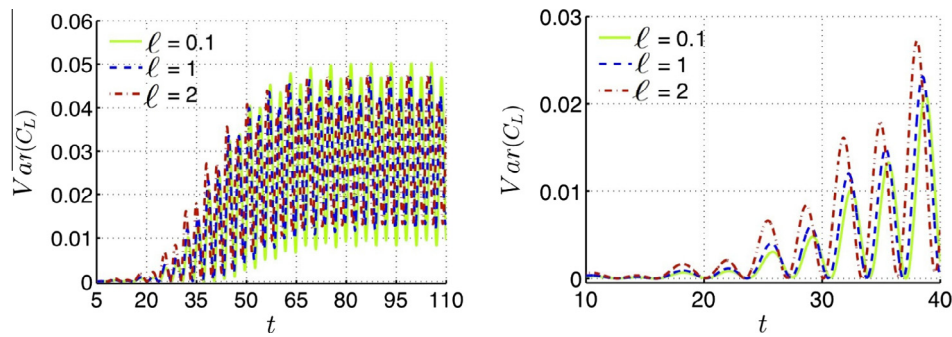 Var(C_L)
0.06
0.05
0.04
0.03
0.02
0.01
0
ℓ = 0.1
ℓ = 1
ℓ = 2
5 20 35 50 65 80 95 110
t
Var(C_L)
0.03
0.02
0.01
0
ℓ = 0.1
ℓ = 1
ℓ = 2
10 20 30 40
t